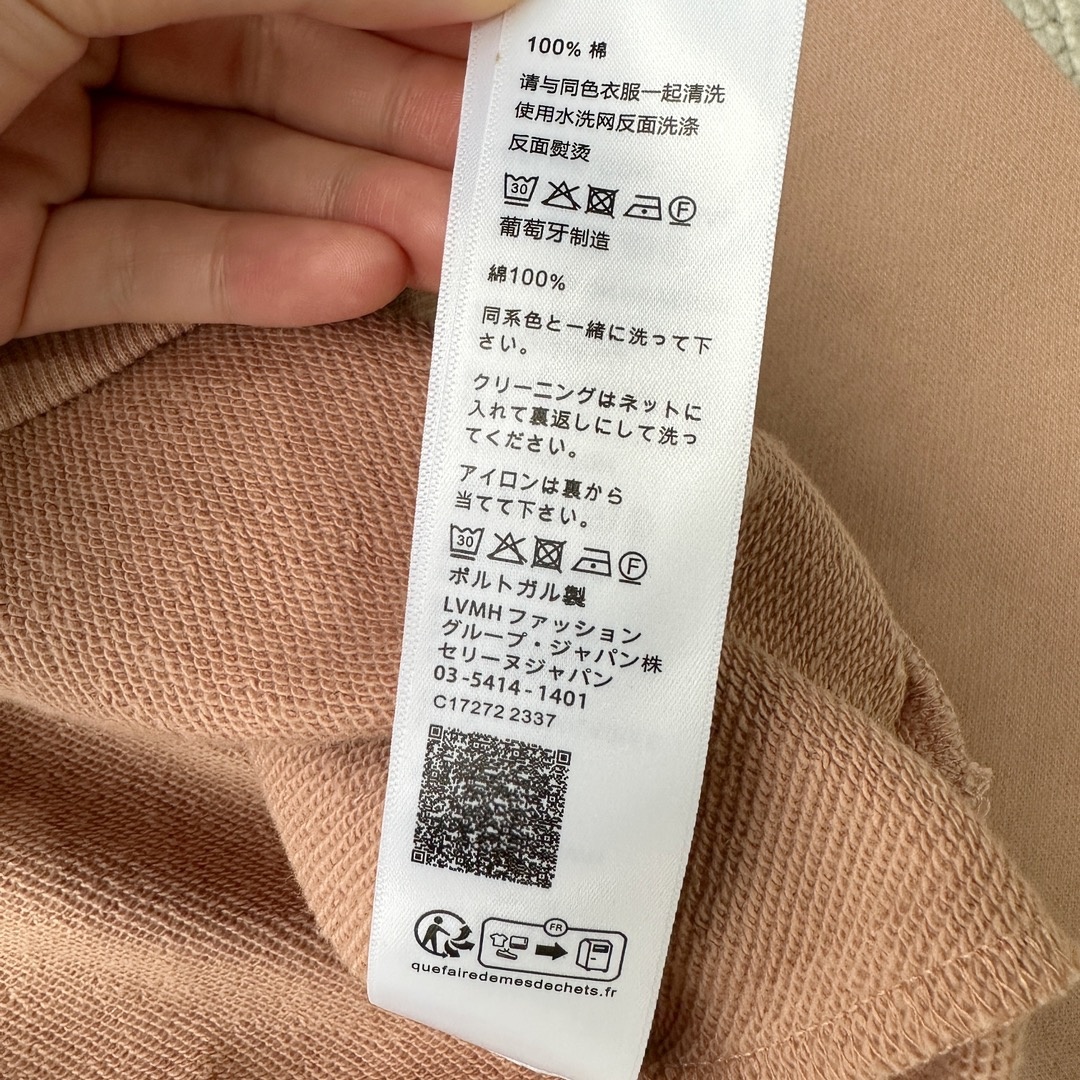 100% 棉
请与同色衣服一起清洗
使用水洗网反面洗涤
反面熨烫
30 F
葡萄牙制造
綿100%
同系色と一緒に洗って下
さい。
クリーニングはネットに
入れて裏返しにして洗っ
てください。
アイロンは裏から
当てて下さい。
30 F
ポルトガル製
LVMH ファッション
グループ・ジャパン株
セリーヌジャパン
03-5414-1401
C17272 2337
FR
quefairedemesdechets.fr